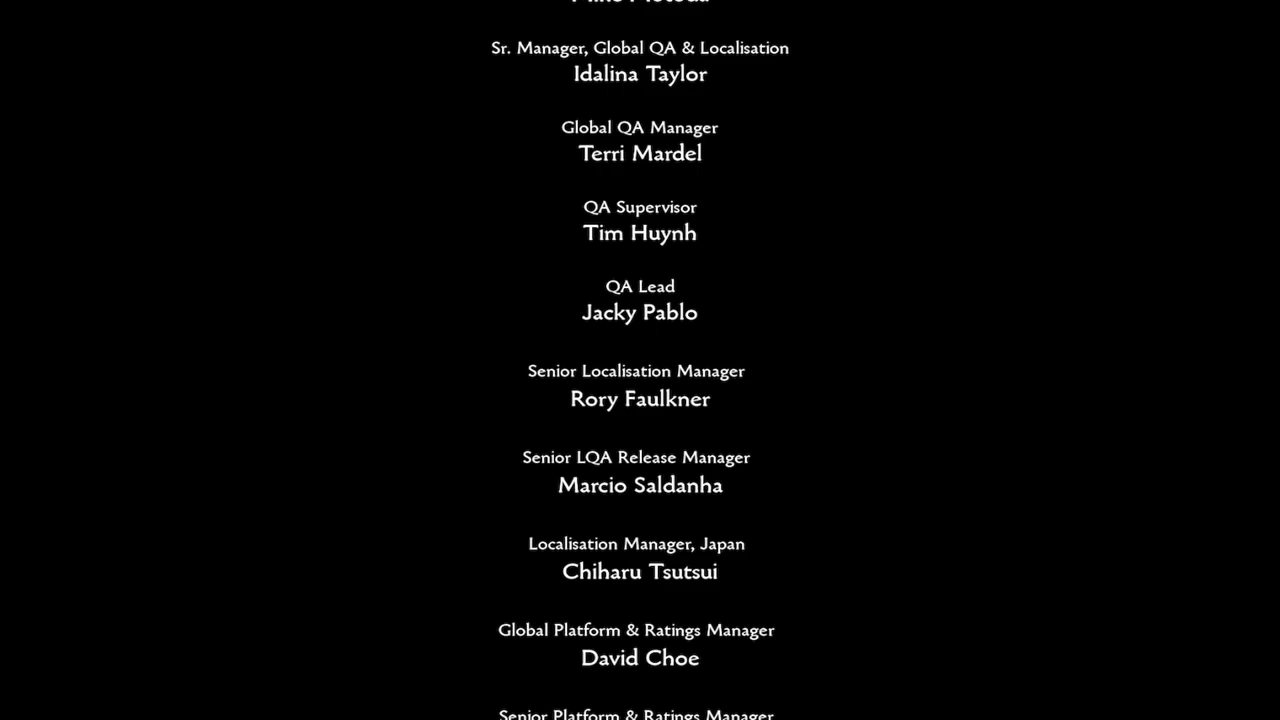 Sr. Manager, Global QA & Localisation
Idalina Taylor
Global QA Manager
Terri Mardel
QA Supervisor
Tim Huynh
QA Lead
Jacky Pablo
Senior Localisation Manager
Rory Faulkner
Senior LQA Release Manager
Marcio Saldanha
Localisation Manager, Japan
Chiharu Tsutsui
Global Platform & Ratings Manager
David Choe
Senior Platform & Ratings Manager